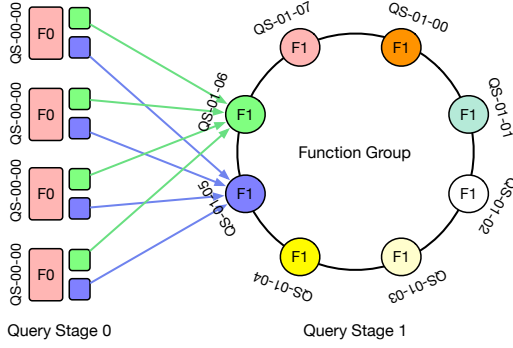 QS-00-00
F0
QS-00-00
F0
QS-00-00
F0
QS-00-00
F0
Query Stage 0
QS-01-07
F1
QS-01-00
F1
QS-01-06
F1
QS-01-01
F1
Function Group
QS-01-05
F1
QS-01-02
F1
QS-01-04
F1
QS-01-03
F1
Query Stage 1